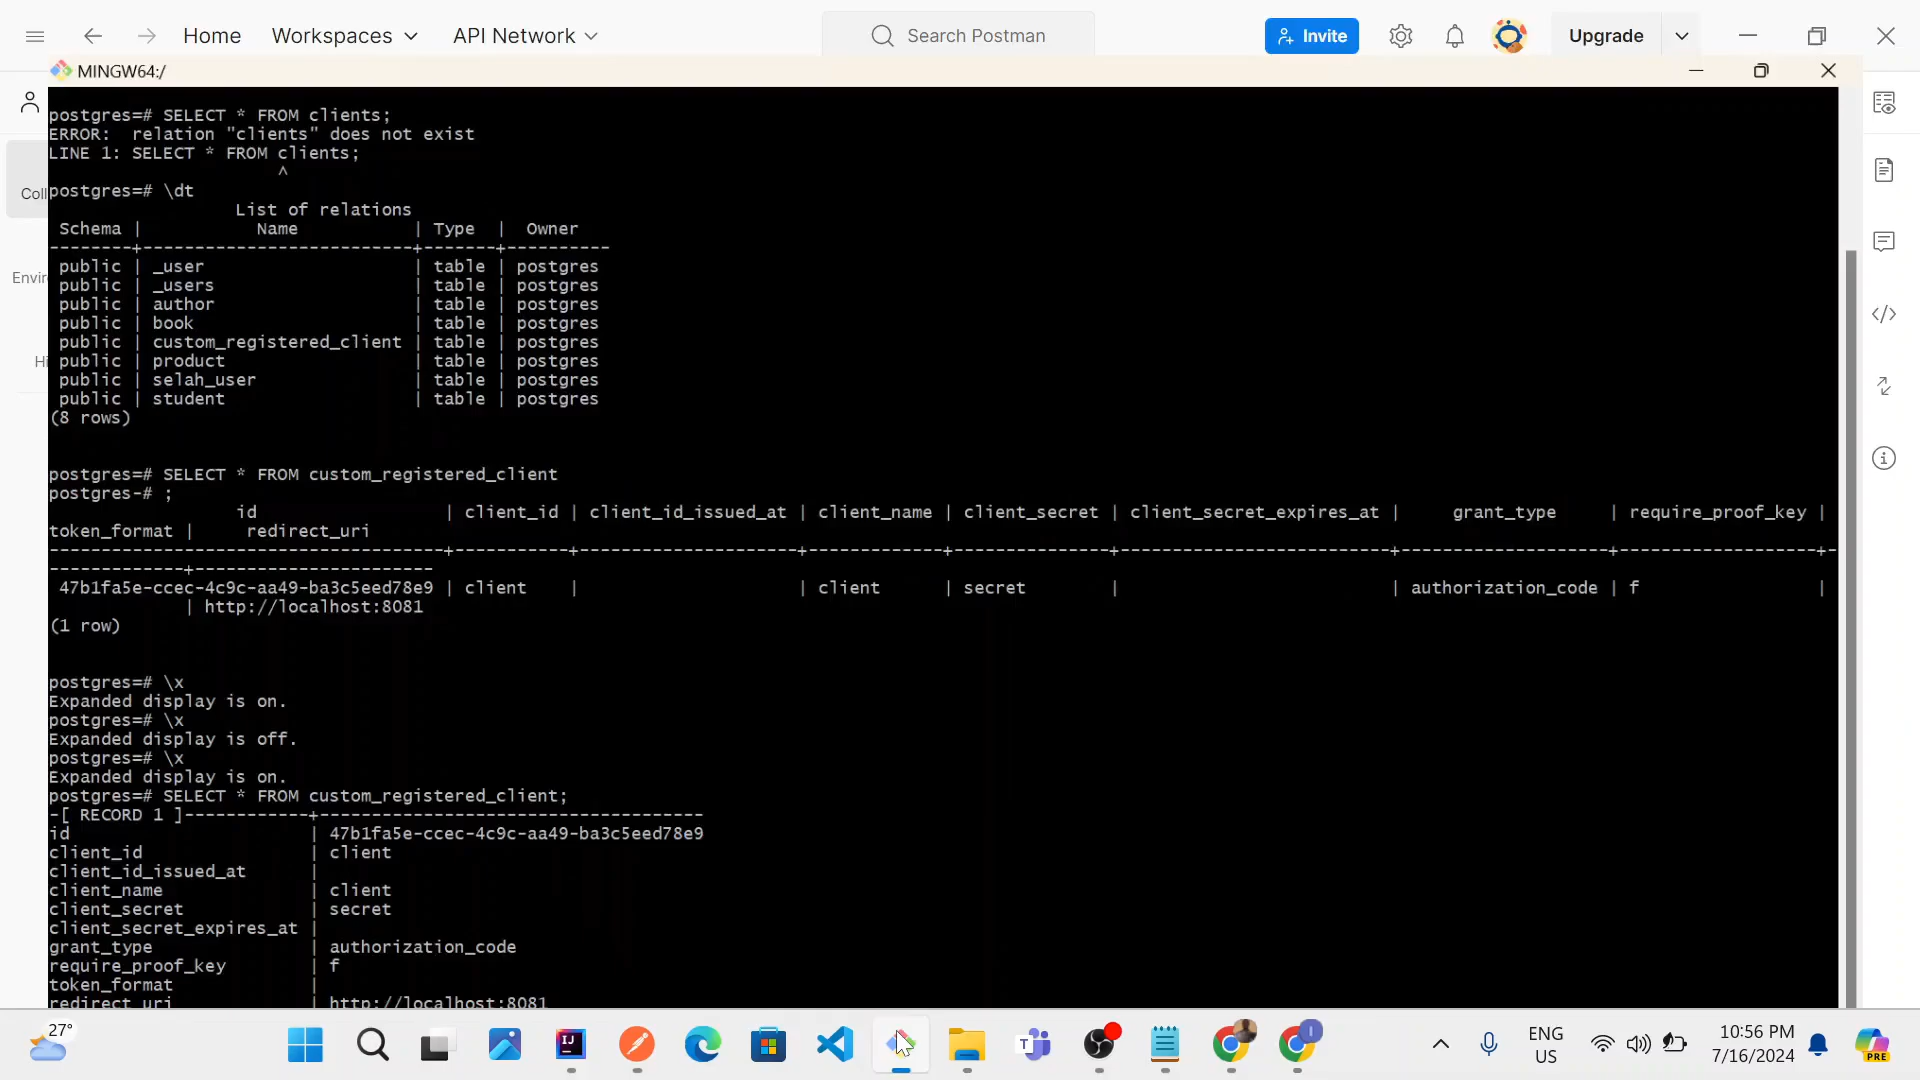 Home
Workspaces
API Network
Search Postman
Invite
Upgrade
MINGW64:/
postgres=# SELECT * FROM clients;
ERROR:  relation "clients" does not exist
LINE 1: SELECT * FROM clients;
^
postgres=# \dt
List of relations
Schema | Name | Type | Owner
--------+--------------------------+-------+----------
public | _user | table | postgres
public | _users | table | postgres
public | author | table | postgres
public | book | table | postgres
public | custom_registered_client | table | postgres
public | product | table | postgres
public | selah_user | table | postgres
public | student | table | postgres
(8 rows)
postgres=# SELECT * FROM custom_registered_client
postgres-# ;
id | client_id | client_id_issued_at | client_name | client_secret | client_secret_expires_at | grant_type | require_proof_key |
token_format | redirect_uri
--------------------------------------+-----------+---------------------+-------------+---------------+--------------------------+--------------------+-------------------+-
-------------+-----------------------
47b1fa5e-ccec-4c9c-aa49-ba3c5eed78e9 | client | | client | secret | | authorization_code | f |
| http://localhost:8081
(1 row)
postgres=# \x
Expanded display is on.
postgres=# \x
Expanded display is off.
postgres=# \x
Expanded display is on.
postgres=# SELECT * FROM custom_registered_client;
-[ RECORD 1 ]------------+-------------------------------------
id | 47b1fa5e-ccec-4c9c-aa49-ba3c5eed78e9
client_id | client
client_id_issued_at |
client_name | client
client_secret | secret
client_secret_expires_at |
grant_type | authorization_code
require_proof_key | f
token_format |
redirect_uri | http://localhost:8081
Coll
Envir
Hi
27°
IJ
T
I
ENG
US
10:56 PM
7/16/2024
PRE